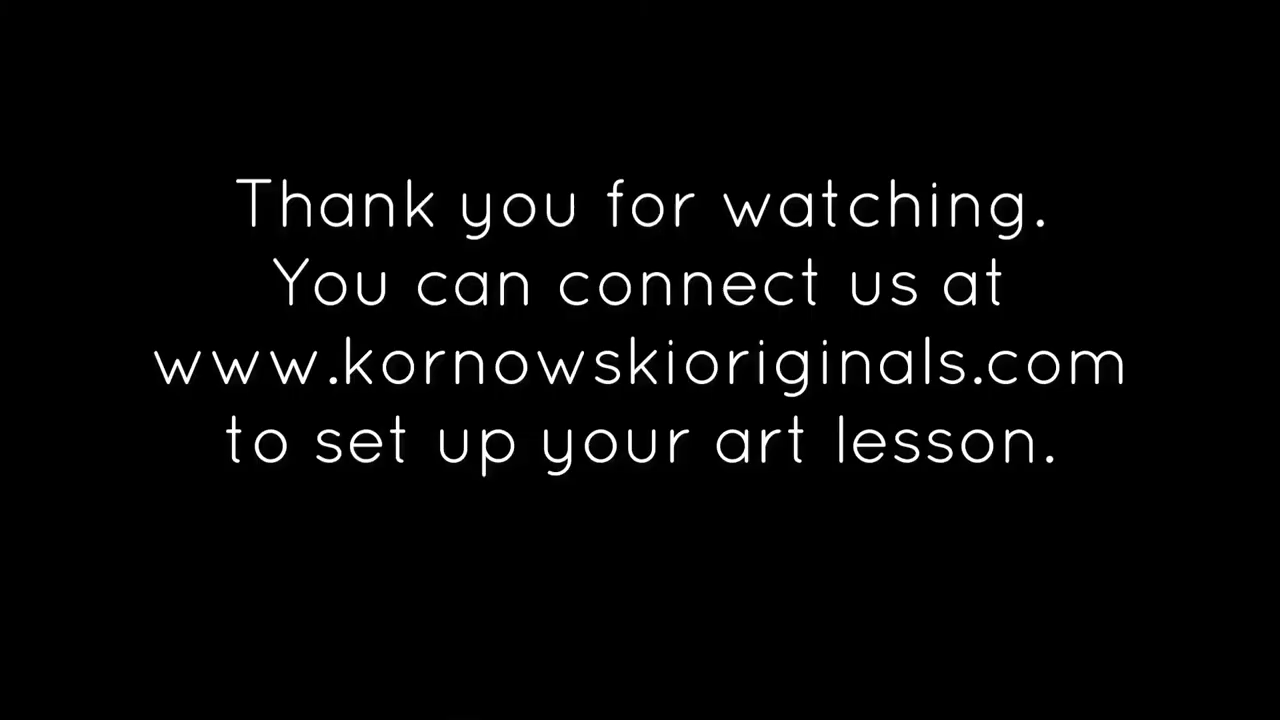 Thank you for watching.
You can connect us at
www.kornowskioriginals.com
to set up your art lesson.